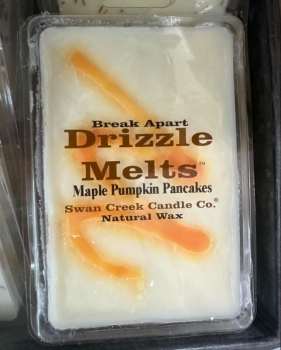 Break Apart
Drizzle
Melts™
Maple Pumpkin Pancakes
Swan Creek Candle Co.®
Natural Wax